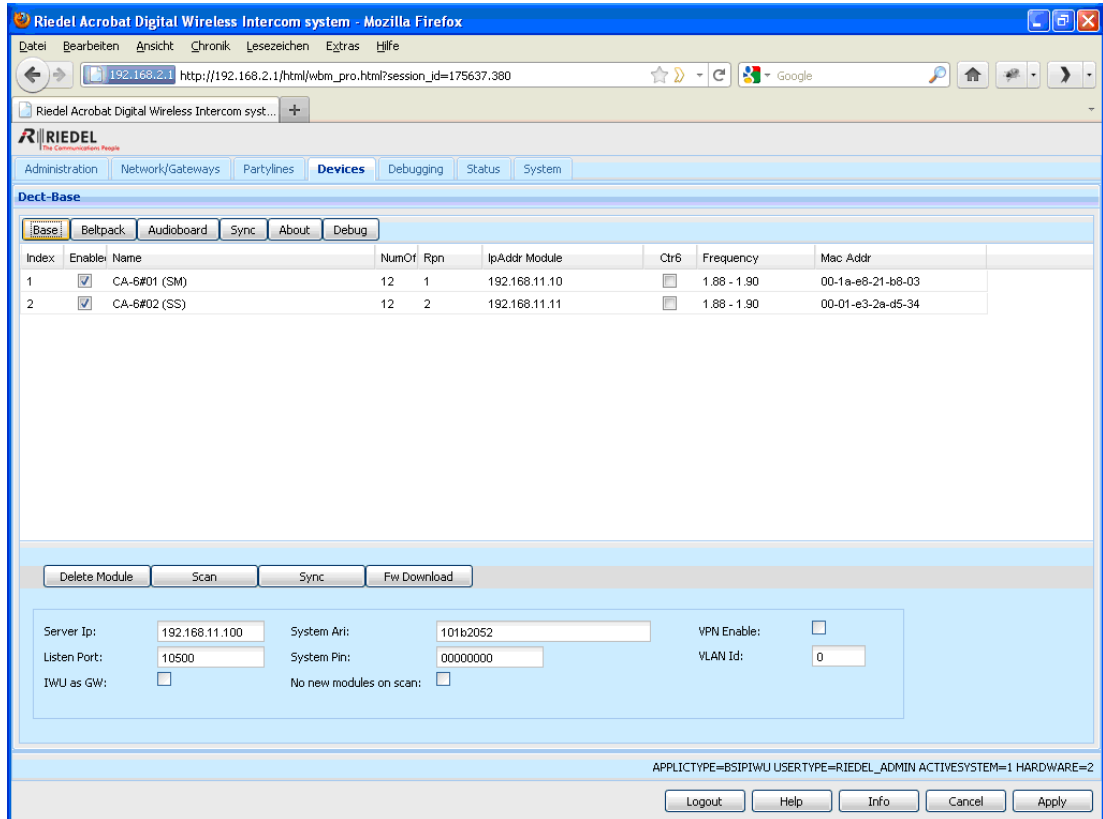 Riedel Acrobat Digital Wireless Intercom system - Mozilla Firefox
Datei Bearbeiten Ansicht Chronik Lesezeichen Extras Hilfe
192.168.2.1 http://192.168.2.1/html/wbm_pro.html?session_id=175637.380 Google
Riedel Acrobat Digital Wireless Intercom syst... +
RIEDEL
The Communications People
Administration Network/Gateways Partylines Devices Debugging Status System
Dect-Base
Base Beltpack Audioboard Sync About Debug
Index Enable Name NumOf Rpn IpAddr Module Ctr6 Frequency Mac Addr
1 CA-6#01 (SM) 12 1 192.168.11.10 1.88 - 1.90 00-1a-e8-21-b8-03
2 CA-6#02 (SS) 12 2 192.168.11.11 1.88 - 1.90 00-01-e3-2a-d5-34
Delete Module Scan Sync Fw Download
Server Ip: 192.168.11.100 System Ari: 101b2052 VPN Enable:
Listen Port: 10500 System Pin: 00000000 VLAN Id: 0
IWU as GW: No new modules on scan:
APPLICTYPE=BSIPIWU USERTYPE=RIEDEL_ADMIN ACTIVESYSTEM=1 HARDWARE=2
Logout Help Info Cancel Apply